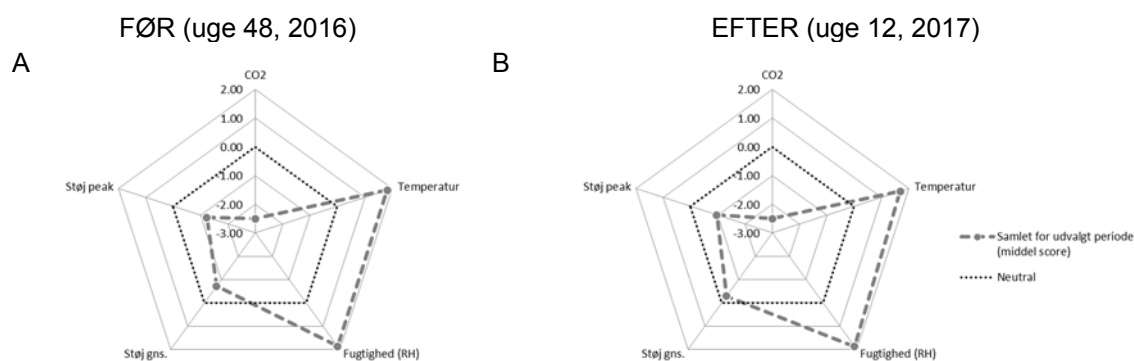 FØR (uge 48, 2016)
EFTER (uge 12, 2017)
A
CO2
2.00
1.00
0.00
-1.00
-2.00
-3.00
Temperatur
Fugtighed (RH)
Støj gns.
Støj peak
B
CO2
2.00
1.00
0.00
-1.00
-2.00
-3.00
Temperatur
Fugtighed (RH)
Støj gns.
Støj peak
Samlet for udvalgt periode
(middel score)
Neutral